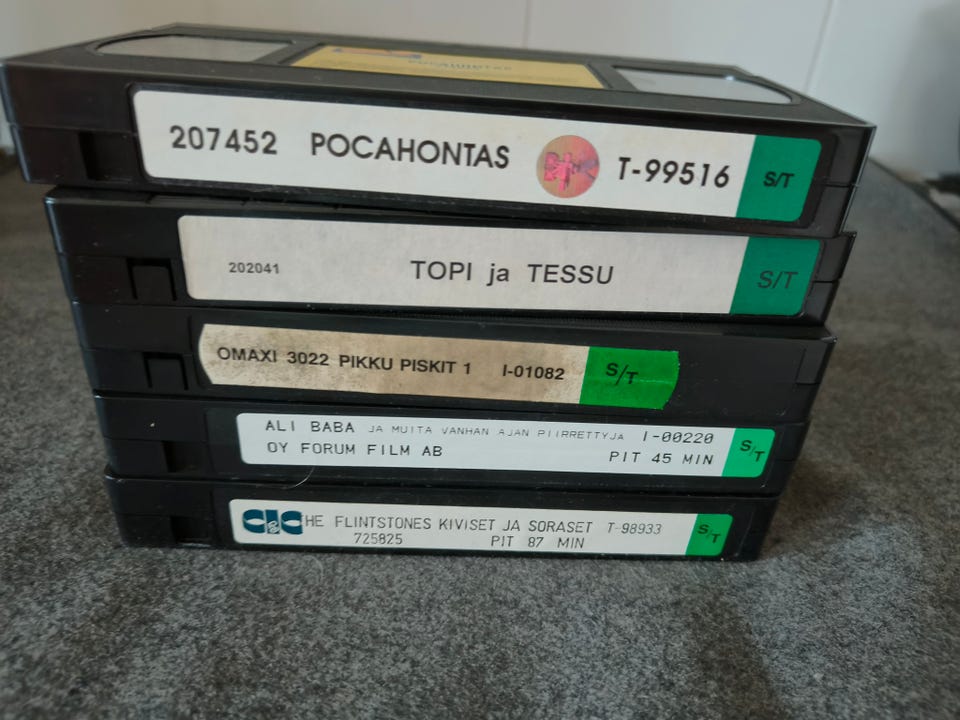 207452 POCAHONTAS T-99516 S/T
202041 TOPI ja TESSU S/T
OMAXI 3022 PIKKU PISKIT 1 I-01082 S/T
ALI BABA JA MUITA VANHAN AJAN PIIRRETTYJA I-00220 S/T
OY FORUM FILM AB PIT 45 MIN
CIC HE FLINTSTONES KIVISET JA SORASET T-98933 S/T
725825 PIT 87 MIN